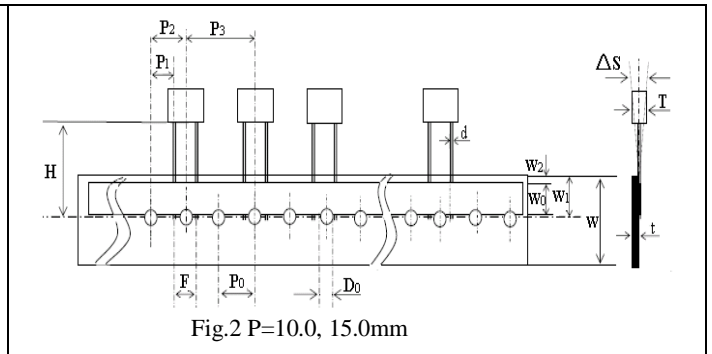 P2 P3
P1
ΔS
T
H
d
W2
W0 W1
W
t
F P0 D0
Fig.2 P=10.0, 15.0mm